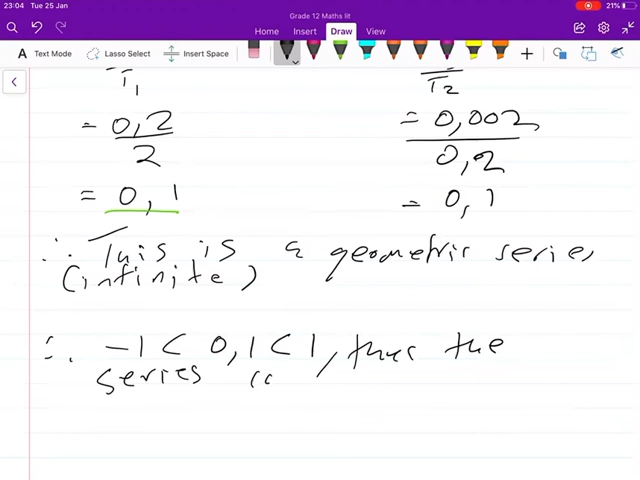 23:04 Tue 25 Jan
21%
Grade 12 Maths lit
Home Insert Draw View
Text Mode Lasso Select Insert Space
T1 T2
= 0,2 = 0,002
2 0,2
= 0,1 = 0,1
∴ This is a geometric series
(infinite)
∴ -1 < 0,1 < 1, thus the
series